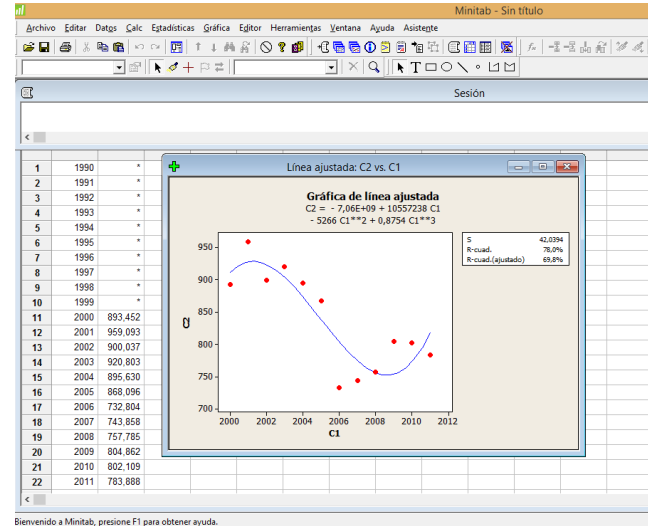 Minitab - Sin título
Archivo Editar Datos Calc Estadísticas Gráfica Editor Herramientas Ventana Ayuda Asistente
Sesión
Línea ajustada: C2 vs. C1
Gráfica de línea ajustada
C2 = - 7,06E+09 + 10557238 C1
- 5266 C1**2 + 0,8754 C1**3
S 42,0394
R-cuad. 78,0%
R-cuad.(ajustado) 69,8%
950
900
850
800
750
700
C2
2000 2002 2004 2006 2008 2010 2012
C1
1 1990 *
2 1991 *
3 1992 *
4 1993 *
5 1994 *
6 1995 *
7 1996 *
8 1997 *
9 1998 *
10 1999 *
11 2000 893,452
12 2001 959,093
13 2002 900,037
14 2003 920,803
15 2004 895,630
16 2005 868,096
17 2006 732,804
18 2007 743,858
19 2008 757,785
20 2009 804,862
21 2010 802,109
22 2011 783,888
Bienvenido a Minitab, presione F1 para obtener ayuda.